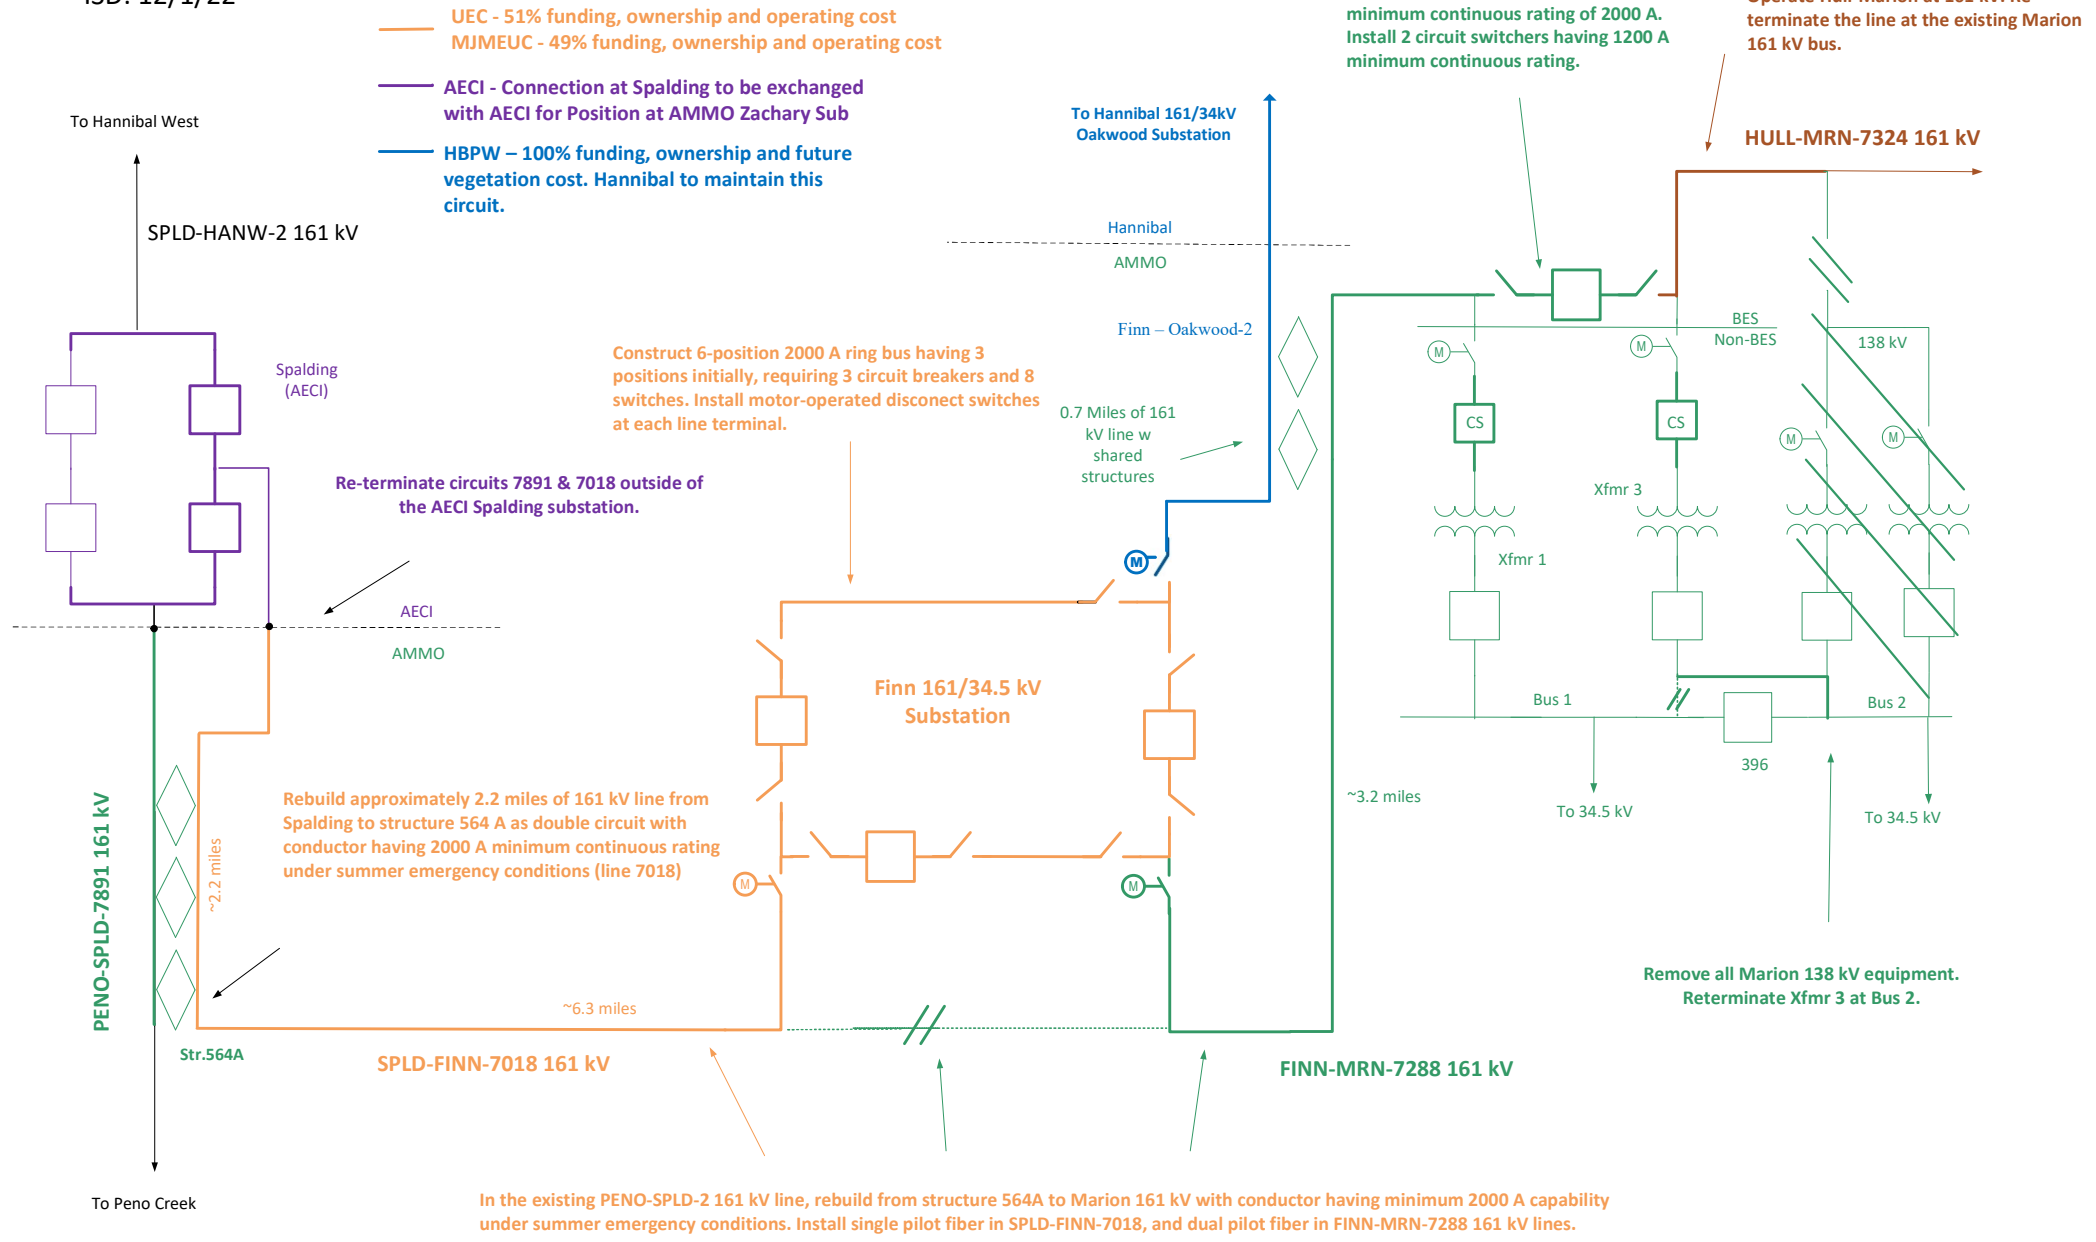 ISD: 12/1/22
UEC - 51% funding, ownership and operating cost
MJMEUC - 49% funding, ownership and operating cost
AECI - Connection at Spalding to be exchanged
with AECI for Position at AMMO Zachary Sub
HBPW – 100% funding, ownership and future
vegetation cost. Hannibal to maintain this
circuit.
minimum continuous rating of 2000 A.
Install 2 circuit switchers having 1200 A
minimum continuous rating.
Operate Hull-Marion at 161 kV. Re-
terminate the line at the existing Marion
161 kV bus.
To Hannibal West
To Hannibal 161/34kV
Oakwood Substation
HULL-MRN-7324 161 kV
SPLD-HANW-2 161 kV
Hannibal
AMMO
Finn – Oakwood-2
BES
Non-BES
138 kV
M
M
Spalding
(AECI)
Construct 6-position 2000 A ring bus having 3
positions initially, requiring 3 circuit breakers and 8
switches. Install motor-operated disconect switches
at each line terminal.
0.7 Miles of 161
kV line w
shared
structures
CS
CS
M
M
Re-terminate circuits 7891 & 7018 outside of
the AECI Spalding substation.
Xfmr 3
Xfmr 1
M
AECI
AMMO
Finn 161/34.5 kV
Substation
Bus 1
Bus 2
396
To 34.5 kV
To 34.5 kV
~3.2 miles
Rebuild approximately 2.2 miles of 161 kV line from
Spalding to structure 564 A as double circuit with
conductor having 2000 A minimum continuous rating
under summer emergency conditions (line 7018)
~2.2 miles
PENO-SPLD-7891 161 kV
M
M
Remove all Marion 138 kV equipment.
Reterminate Xfmr 3 at Bus 2.
~6.3 miles
Str.564A
SPLD-FINN-7018 161 kV
FINN-MRN-7288 161 kV
To Peno Creek
In the existing PENO-SPLD-2 161 kV line, rebuild from structure 564A to Marion 161 kV with conductor having minimum 2000 A capability
under summer emergency conditions. Install single pilot fiber in SPLD-FINN-7018, and dual pilot fiber in FINN-MRN-7288 161 kV lines.